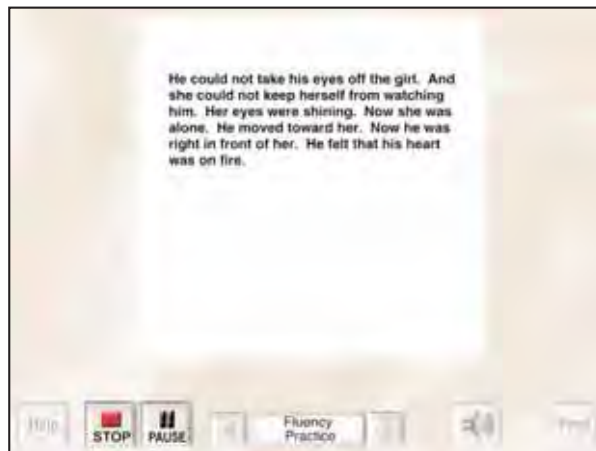 He could not take his eyes off the girl.  And
she could not keep herself from watching
him.  Her eyes were shining.  Now she was
alone.  He moved toward her.  Now he was
right in front of her.  He felt that his heart
was on fire.
Help
STOP
PAUSE
Fluency
Practice
Print